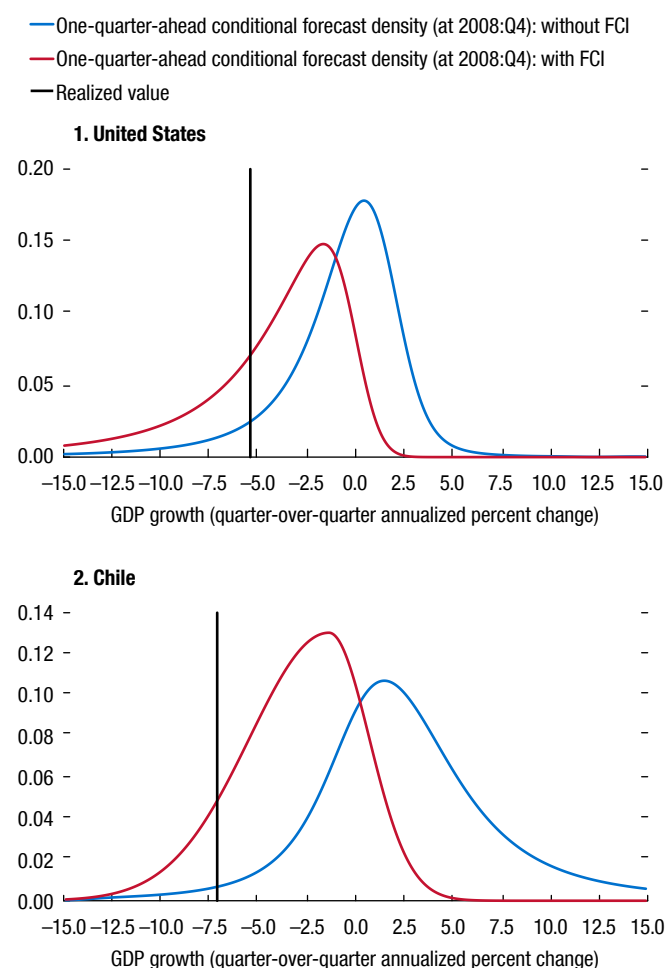 One-quarter-ahead conditional forecast density (at 2008:Q4): without FCI
One-quarter-ahead conditional forecast density (at 2008:Q4): with FCI
Realized value
1. United States
0.20
0.15
0.10
0.05
0.00
–15.0 –12.5 –10.0 –7.5 –5.0 –2.5 0.0 2.5 5.0 7.5 10.0 12.5 15.0
GDP growth (quarter-over-quarter annualized percent change)
2. Chile
0.14
0.12
0.10
0.08
0.06
0.04
0.02
0.00
–15.0 –12.5 –10.0 –7.5 –5.0 –2.5 0.0 2.5 5.0 7.5 10.0 12.5 15.0
GDP growth (quarter-over-quarter annualized percent change)